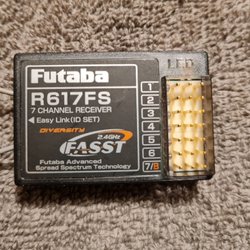 Futaba
R617FS
7 CHANNEL RECEIVER
◀ Easy Link (ID SET)
DIVERSITY
2.4GHz
FASST
Futaba Advanced
Spread Spectrum Technology
1
2
3
4
5
6
7/B